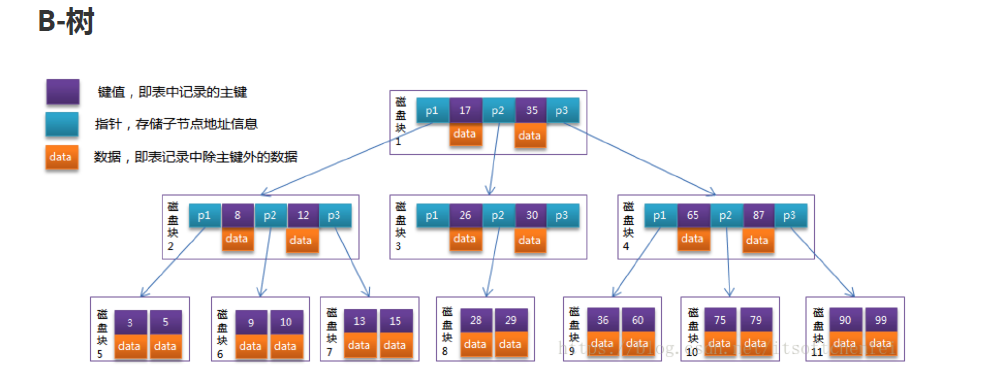 B-树
键值，即表中记录的主键
指针，存储子节点地址信息
data 数据，即表记录中除主键外的数据
磁盘块1 p1 17 p2 35 p3
data data
磁盘块2 p1 8 p2 12 p3
data data
磁盘块3 p1 26 p2 30 p3
data data
磁盘块4 p1 65 p2 87 p3
data data
磁盘块5 3 5
data data
磁盘块6 9 10
data data
磁盘块7 13 15
data data
磁盘块8 28 29
data data
磁盘块9 36 60
data data
磁盘块10 75 79
data data
磁盘块11 90 99
data data